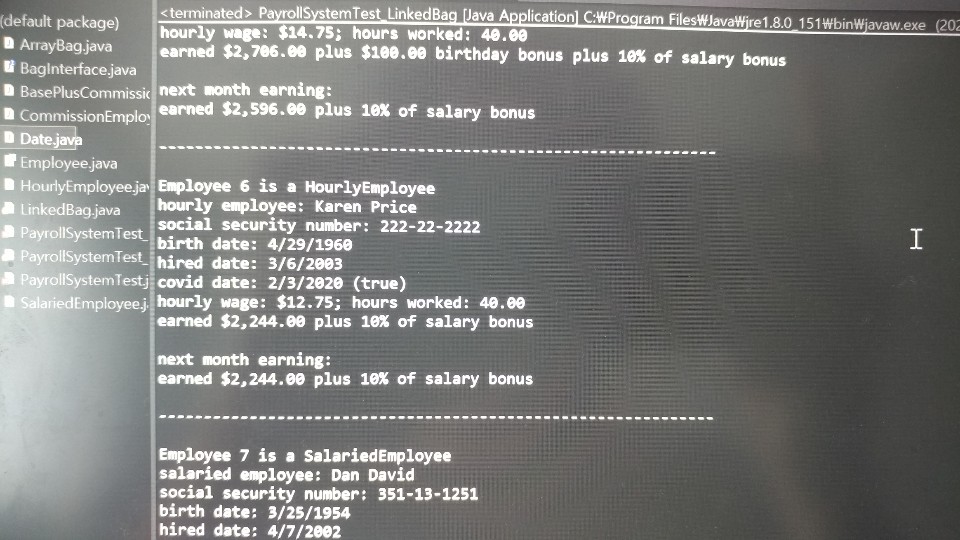 <terminated> PayrollSystemTest_LinkedBag [Java Application] C:₩Program Files₩Java₩jre1.8.0_151₩bin₩javaw.exe (202
(default package)
ArrayBag.java
BagInterface.java
BasePlusCommissic
CommissionEmploy
Date.java
Employee.java
HourlyEmployee.jav
LinkedBag.java
PayrollSystemTest_
PayrollSystemTest_
PayrollSystemTest.j
SalariedEmployee.j
hourly wage: $14.75; hours worked: 40.00
earned $2,706.00 plus $100.00 birthday bonus plus 10% of salary bonus
next month earning:
earned $2,596.00 plus 10% of salary bonus
----------------------------------------------------------------------
Employee 6 is a HourlyEmployee
hourly employee: Karen Price
social security number: 222-22-2222
birth date: 4/29/1960
hired date: 3/6/2003
covid date: 2/3/2020 (true)
hourly wage: $12.75; hours worked: 40.00
earned $2,244.00 plus 10% of salary bonus
next month earning:
earned $2,244.00 plus 10% of salary bonus
----------------------------------------------------------------------
Employee 7 is a SalariedEmployee
salaried employee: Dan David
social security number: 351-13-1251
birth date: 3/25/1954
hired date: 4/7/2002